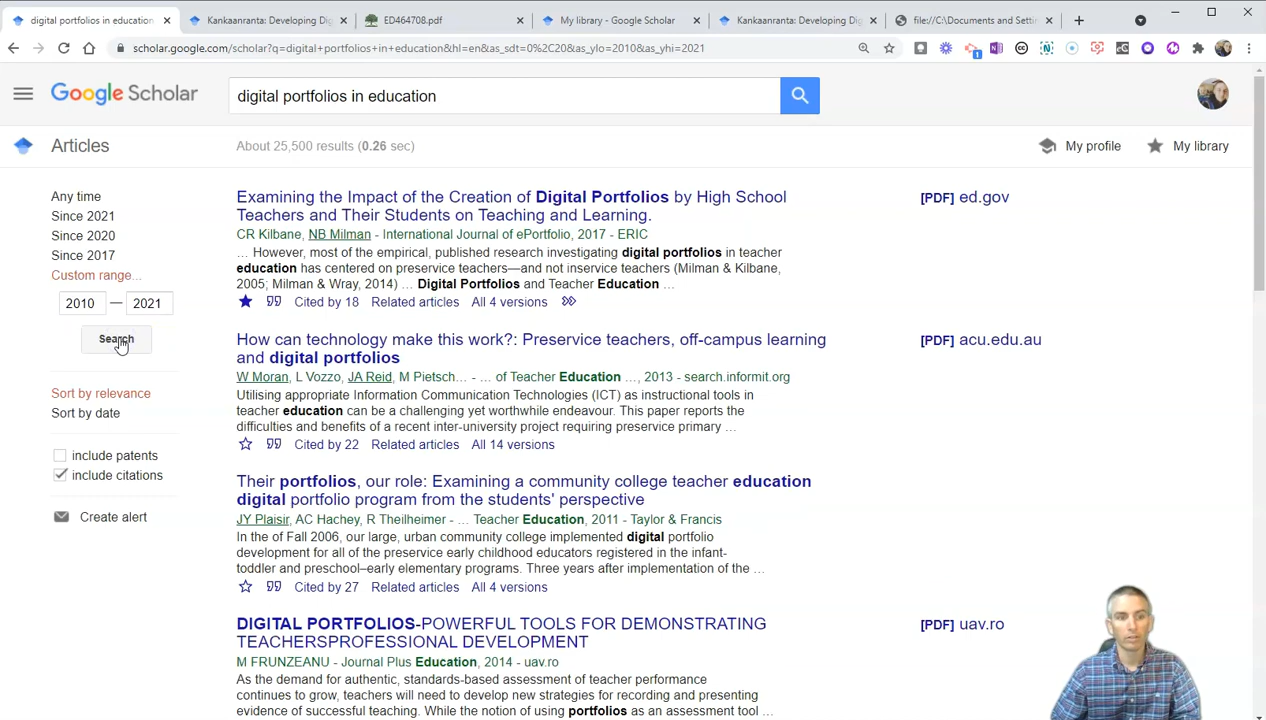 digital portfolios in education
Kankaanranta: Developing Dig
ED464708.pdf
My library - Google Scholar
Kankaanranta: Developing Dig
file://C:\Documents and Setti
scholar.google.com/scholar?q=digital+portfolios+in+education&hl=en&as_sdt=0%2C20&as_ylo=2010&as_yhi=2021
Google Scholar
digital portfolios in education
Articles
About 25,500 results (0.26 sec)
My profile
My library
Any time
Since 2021
Since 2020
Since 2017
Custom range...
2010 — 2021
Search
Sort by relevance
Sort by date
include patents
include citations
Create alert
Examining the Impact of the Creation of Digital Portfolios by High School
Teachers and Their Students on Teaching and Learning.
CR Kilbane, NB Milman - International Journal of ePortfolio, 2017 - ERIC
... However, most of the empirical, published research investigating digital portfolios in teacher
education has centered on preservice teachers—and not inservice teachers (Milman & Kilbane,
2005; Milman & Wray, 2014) ... Digital Portfolios and Teacher Education ...
Cited by 18 Related articles All 4 versions
[PDF] ed.gov
How can technology make this work?: Preservice teachers, off-campus learning
and digital portfolios
W Moran, L Vozzo, JA Reid, M Pietsch... - ... of Teacher Education ..., 2013 - search.informit.org
Utilising appropriate Information Communication Technologies (ICT) as instructional tools in
teacher education can be a challenging yet worthwhile endeavour. This paper reports the
difficulties and benefits of a recent inter-university project requiring preservice primary ...
Cited by 22 Related articles All 14 versions
[PDF] acu.edu.au
Their portfolios, our role: Examining a community college teacher education
digital portfolio program from the students' perspective
JY Plaisir, AC Hachey, R Theilheimer - ... Teacher Education, 2011 - Taylor & Francis
In the of Fall 2006, our large, urban community college implemented digital portfolio
development for all of the preservice early childhood educators registered in the infant-
toddler and preschool–early elementary programs. Three years after implementation of the ...
Cited by 27 Related articles All 4 versions
DIGITAL PORTFOLIOS-POWERFUL TOOLS FOR DEMONSTRATING
TEACHERSPROFESSIONAL DEVELOPMENT
M FRUNZEANU - Journal Plus Education, 2014 - uav.ro
As the demand for authentic, standards-based assessment of teacher performance
continues to grow, teachers will need to develop new strategies for recording and presenting
evidence of successful teaching. While the notion of using portfolios as an assessment tool ...
[PDF] uav.ro